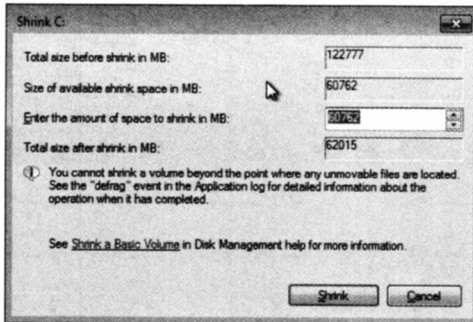 Shrink C:
Total size before shrink in MB: 122777
Size of available shrink space in MB: 60762
Enter the amount of space to shrink in MB: 60762
Total size after shrink in MB: 62015
You cannot shrink a volume beyond the point where any unmovable files are located.
See the "defrag" event in the Application log for detailed information about the
operation when it has completed.
See Shrink a Basic Volume in Disk Management help for more information.
Shrink Cancel